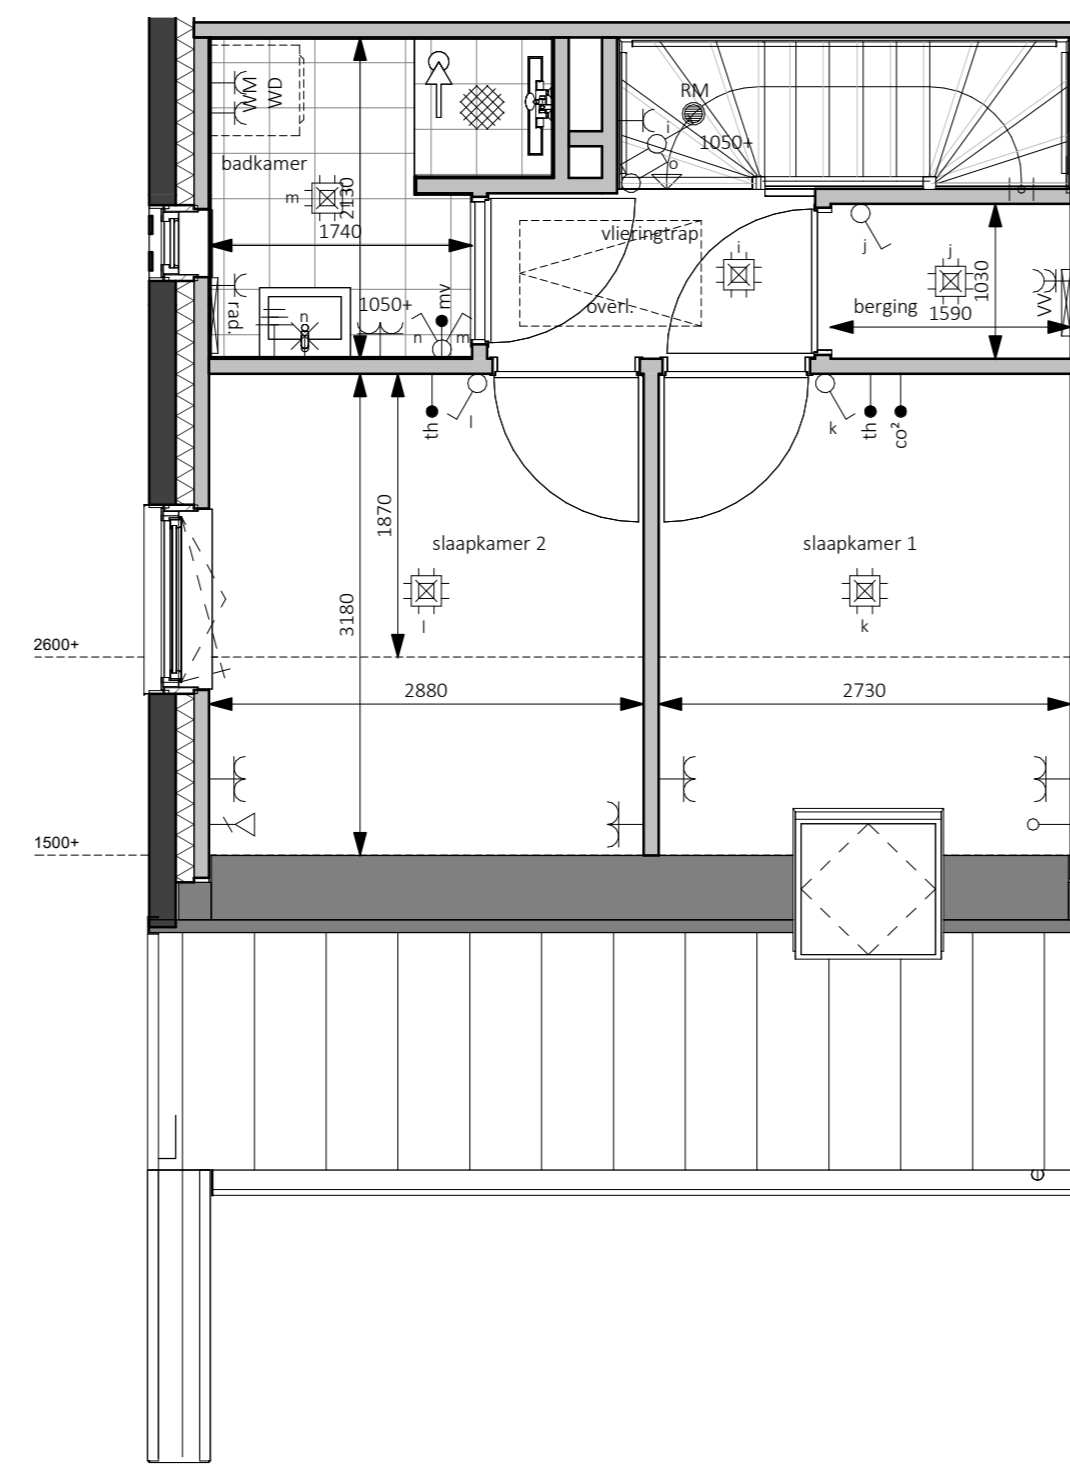 RM
WM
WD
1050+
i
o
badkamer
m
2130
1740
vlieringtrap
i
j
j
1030
1050+
mv
rad.
n
n
m
overl.
berging
1590
VV
th
l
k
th
co²
1870
slaapkamer 2
slaapkamer 1
3180
l
k
2600+
2880
2730
1500+